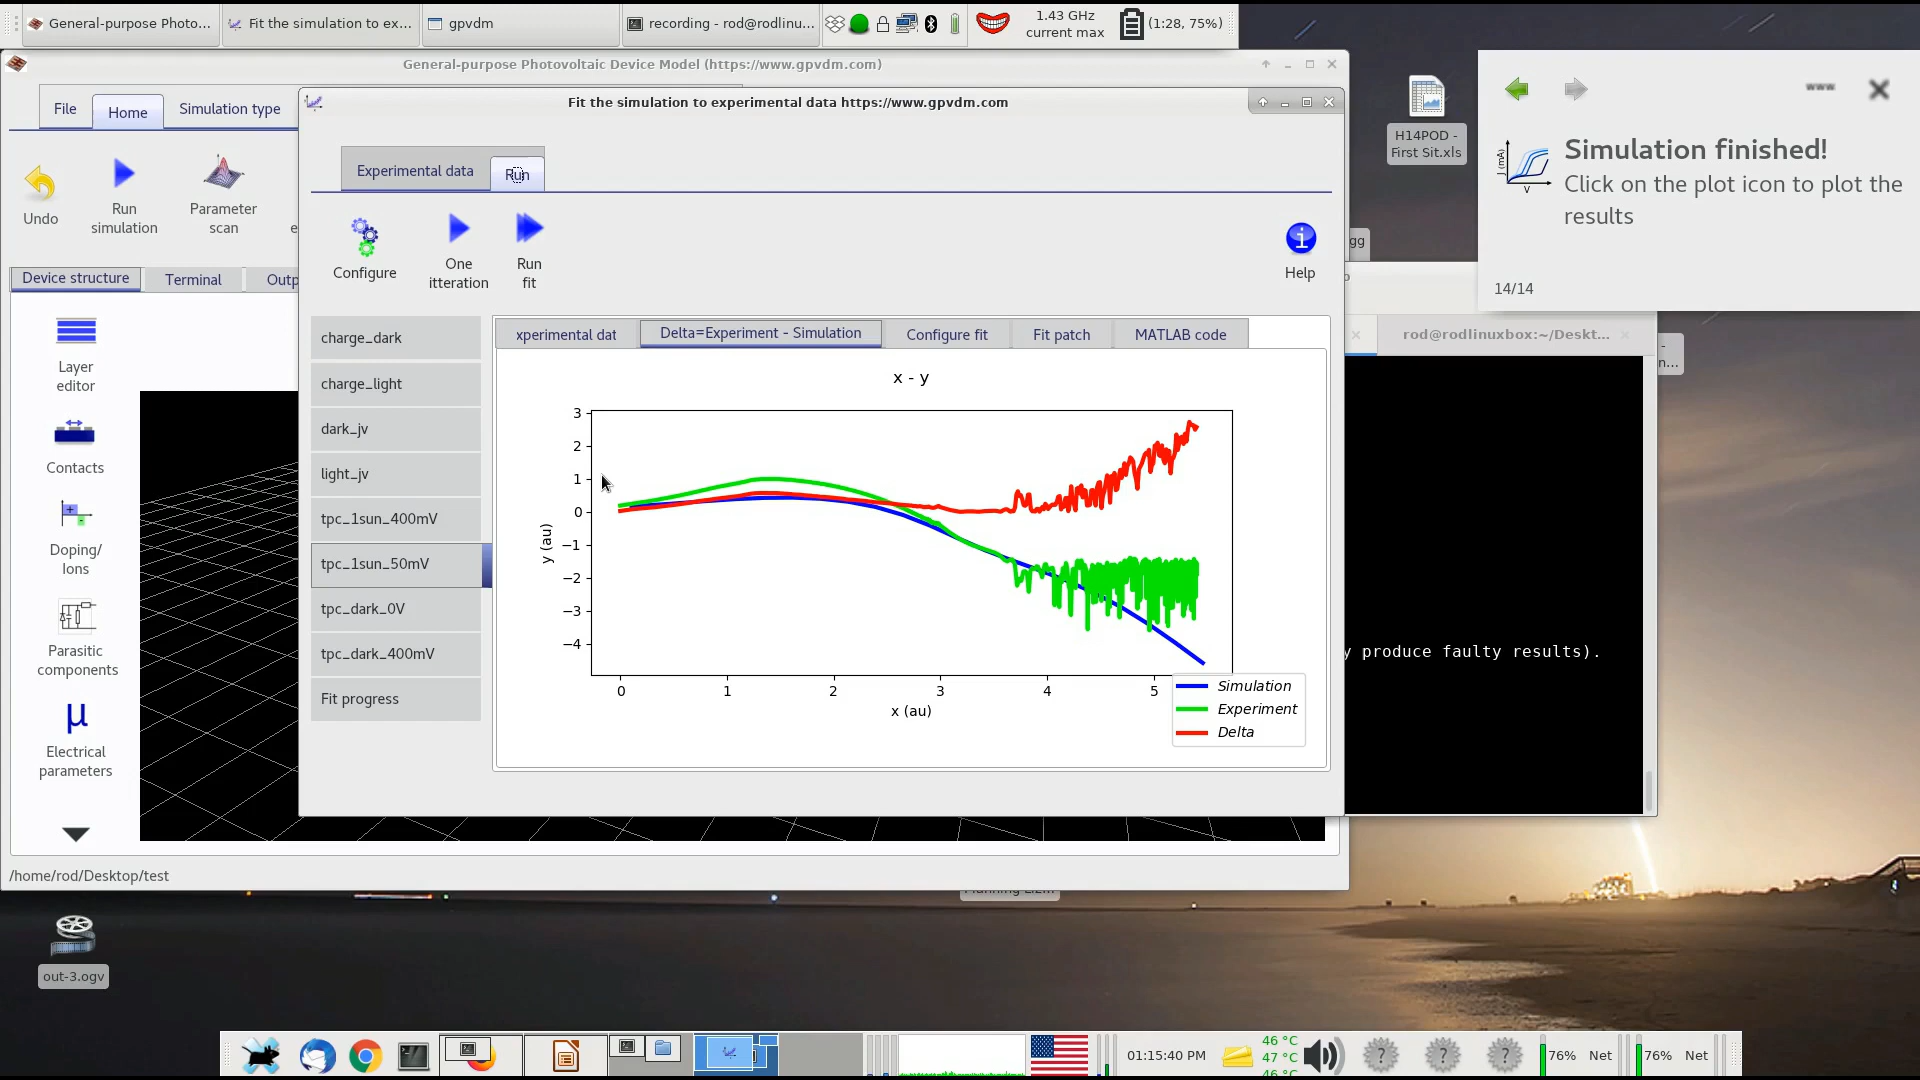 General-purpose Photo...
Fit the simulation to ex...
gpvdm
recording - rod@rodlinu...
1.43 GHz
current max
(1:28, 75%)
General-purpose Photovoltaic Device Model (https://www.gpvdm.com)
File
Home
Simulation type
Undo
Run
simulation
Parameter
scan
e
Device structure
Terminal
Outp
Layer
editor
Contacts
Doping/
Ions
Parasitic
components
μ
Electrical
parameters
/home/rod/Desktop/test
Fit the simulation to experimental data https://www.gpvdm.com
Experimental data
Run
Configure
One
itteration
Run
fit
Help
charge_dark
charge_light
dark_jv
light_jv
tpc_1sun_400mV
tpc_1sun_50mV
tpc_dark_0V
tpc_dark_400mV
Fit progress
xperimental dat
Delta=Experiment - Simulation
Configure fit
Fit patch
MATLAB code
x - y
3
2
1
0
−1
−2
−3
−4
y (au)
0
1
2
3
4
5
x (au)
Simulation
Experiment
Delta
H14POD -
First Sit.xls
gg
www
Simulation finished!
Click on the plot icon to plot the
results
J (mA)
V
14/14
rod@rodlinuxbox:~/Deskt...
n...
y produce faulty results).
out-3.ogv
01:15:40 PM
46 °C
47 °C
46 °C
76%
Net
76%
Net